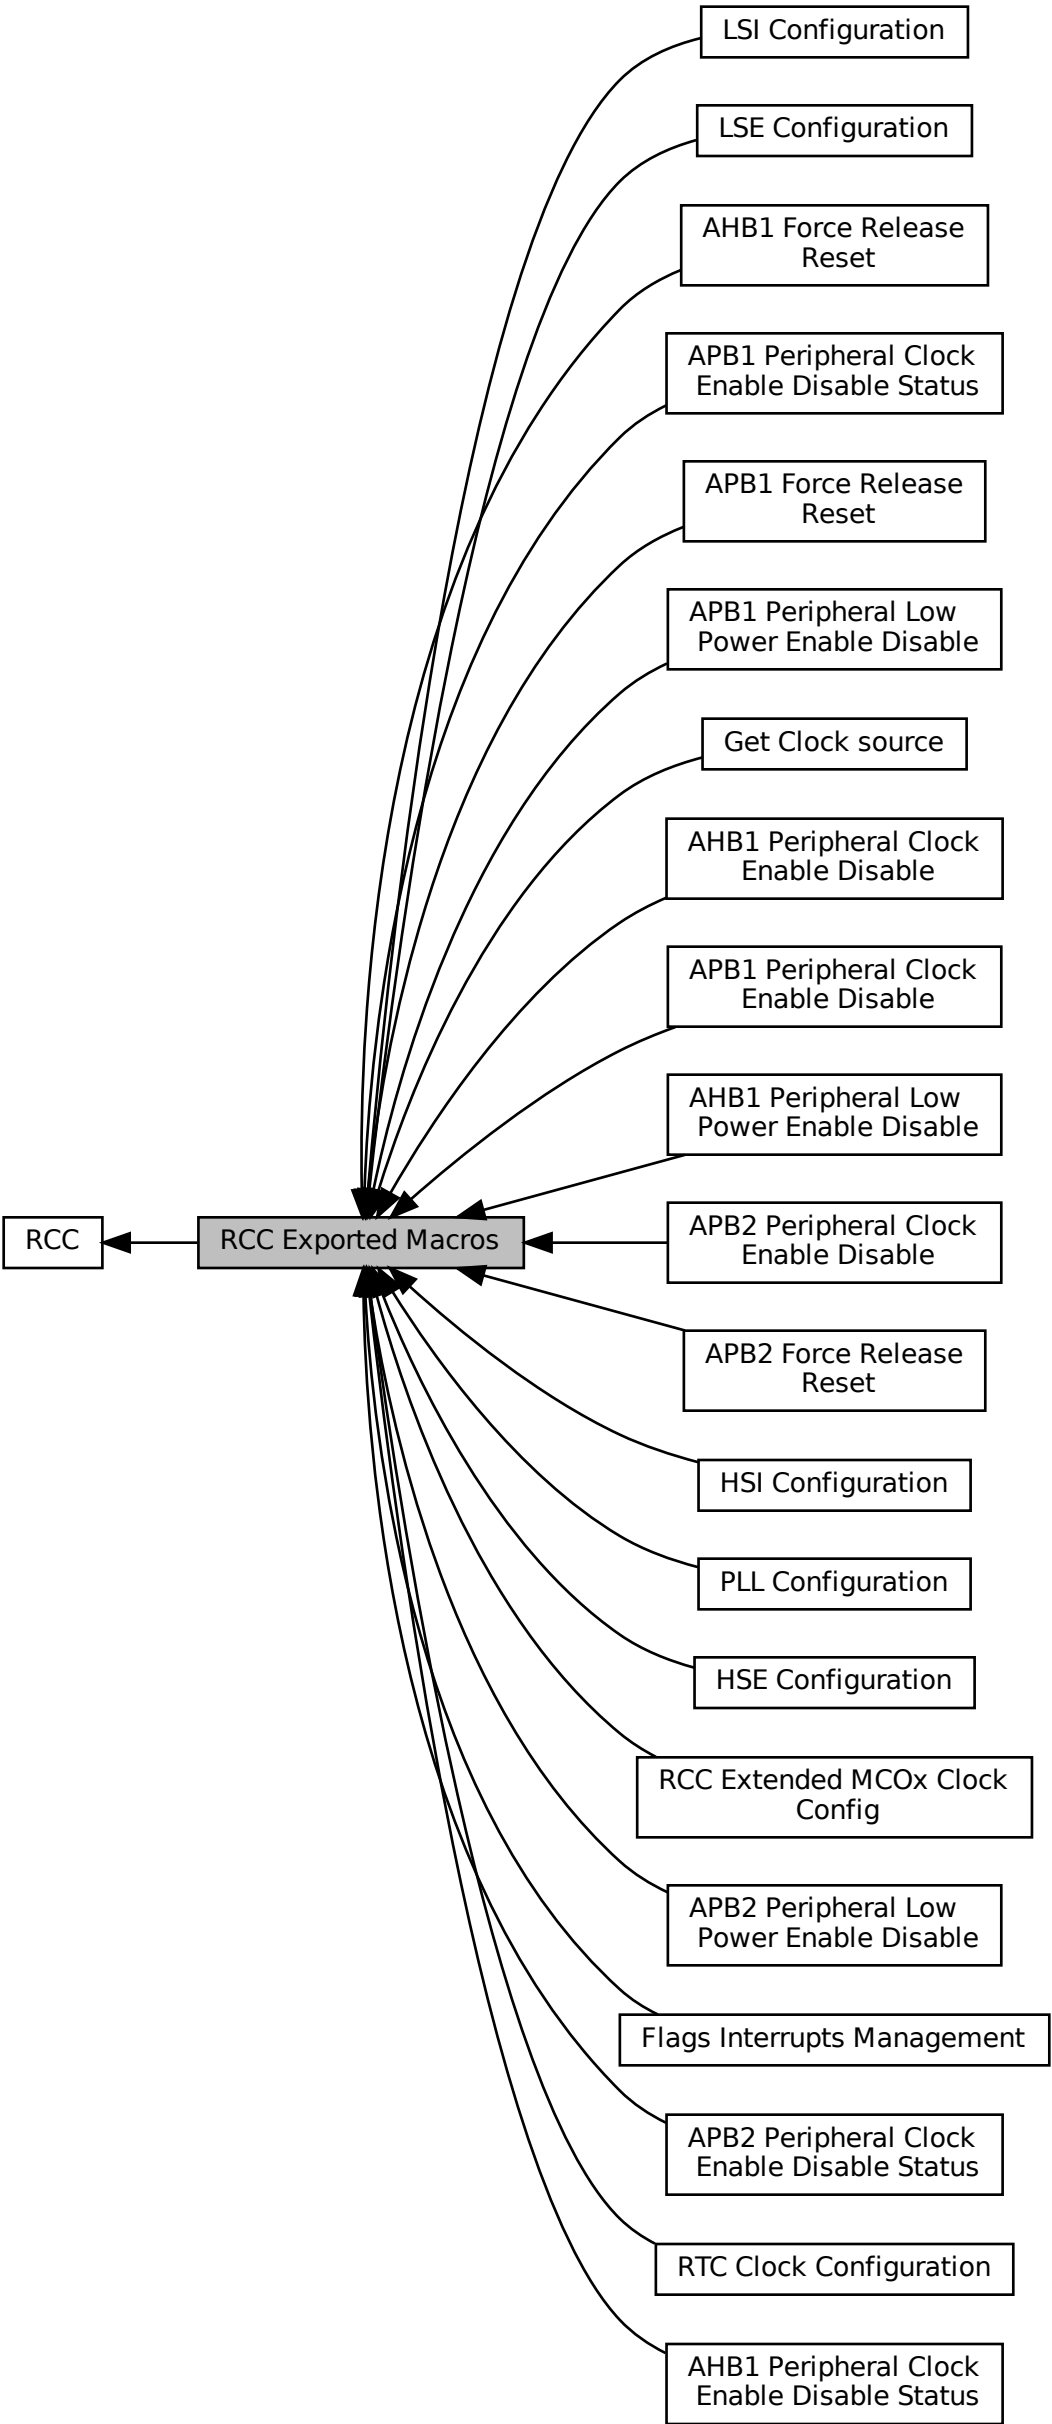 LSI Configuration
LSE Configuration
AHB1 Force Release
Reset
APB1 Peripheral Clock
Enable Disable Status
APB1 Force Release
Reset
APB1 Peripheral Low
Power Enable Disable
Get Clock source
AHB1 Peripheral Clock
Enable Disable
APB1 Peripheral Clock
Enable Disable
AHB1 Peripheral Low
Power Enable Disable
RCC
RCC Exported Macros
APB2 Peripheral Clock
Enable Disable
APB2 Force Release
Reset
HSI Configuration
PLL Configuration
HSE Configuration
RCC Extended MCOx Clock
Config
APB2 Peripheral Low
Power Enable Disable
Flags Interrupts Management
APB2 Peripheral Clock
Enable Disable Status
RTC Clock Configuration
AHB1 Peripheral Clock
Enable Disable Status